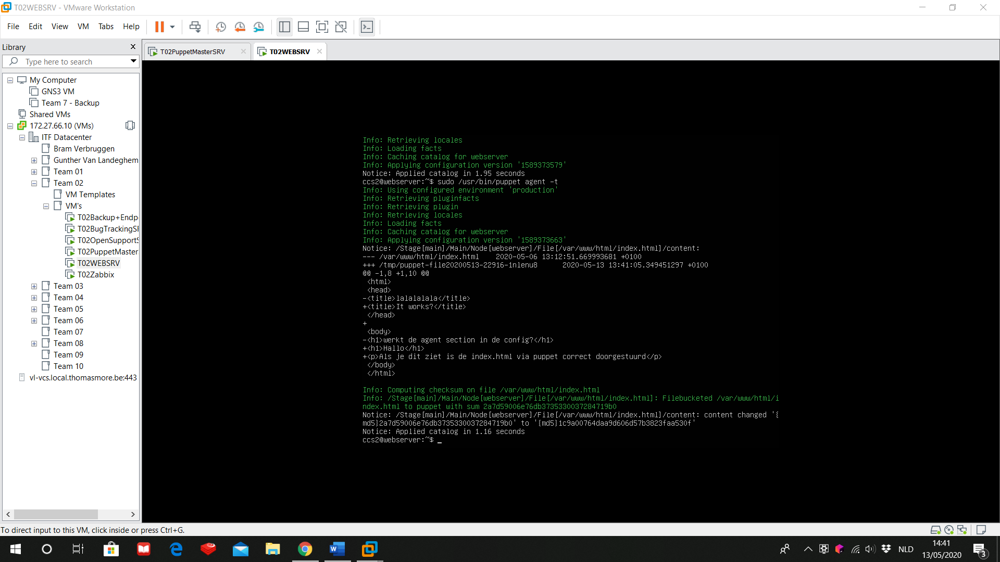 T02WEBSRV - VMware Workstation
File Edit View VM Tabs Help
Library
Type here to search
My Computer
GNS3 VM
Team 7 - Backup
Shared VMs
172.27.66.10 (VMs)
ITF Datacenter
Bram Verbruggen
Gunther Van Landeghem
Team 01
Team 02
VM Templates
VM's
T02Backup+Endp
T02BugTrackingS
T02OpenSupportS
T02PuppetMaster
T02WEBSRV
T02Zabbix
Team 03
Team 04
Team 05
Team 06
Team 07
Team 08
Team 09
Team 10
vl-vcs.local.thomasmore.be:443
T02PuppetMasterSRV
T02WEBSRV
Info: Retrieving locales
Info: Loading facts
Info: Caching catalog for webserver
Info: Applying configuration version '1589373579'
Notice: Applied catalog in 1.95 seconds
ccs2@webserver:~$ sudo /usr/bin/puppet agent -t
Info: Using configured environment 'production'
Info: Retrieving pluginfacts
Info: Retrieving plugin
Info: Retrieving locales
Info: Loading facts
Info: Caching catalog for webserver
Info: Applying configuration version '1589373663'
Notice: /Stage[main]/Main/Node[webserver]/File[/var/www/html/index.html]/content:
--- /var/www/html/index.html 2020-05-06 13:12:51.669993681 +0100
+++ /tmp/puppet-file20200513-22916-1nlenu8 2020-05-13 13:41:05.349451297 +0100
@@ -1,8 +1,10 @@
<html>
<head>
-<title>lalalalala</title>
+<title>It works?</title>
</head>
+
<body>
-<h1>werkt de agent section in de config?</h1>
+<h1>Hallo</h1>
+<p>Als je dit ziet is de index.html via puppet correct doorgestuurd</p>
</body>
</html>
Info: Computing checksum on file /var/www/html/index.html
Info: /Stage[main]/Main/Node[webserver]/File[/var/www/html/index.html]: Filebucketed /var/www/html/i
ndex.html to puppet with sum 2a7d59006e76db3735330037284719b0
Notice: /Stage[main]/Main/Node[webserver]/File[/var/www/html/index.html]/content: content changed '{
md5}2a7d59006e76db3735330037284719b0' to '{md5}1c9a00764daa9d606d57b3823faa530f'
Notice: Applied catalog in 1.16 seconds
ccs2@webserver:~$ _
To direct input to this VM, click inside or press Ctrl+G.
NLD
14:41
13/05/2020
3